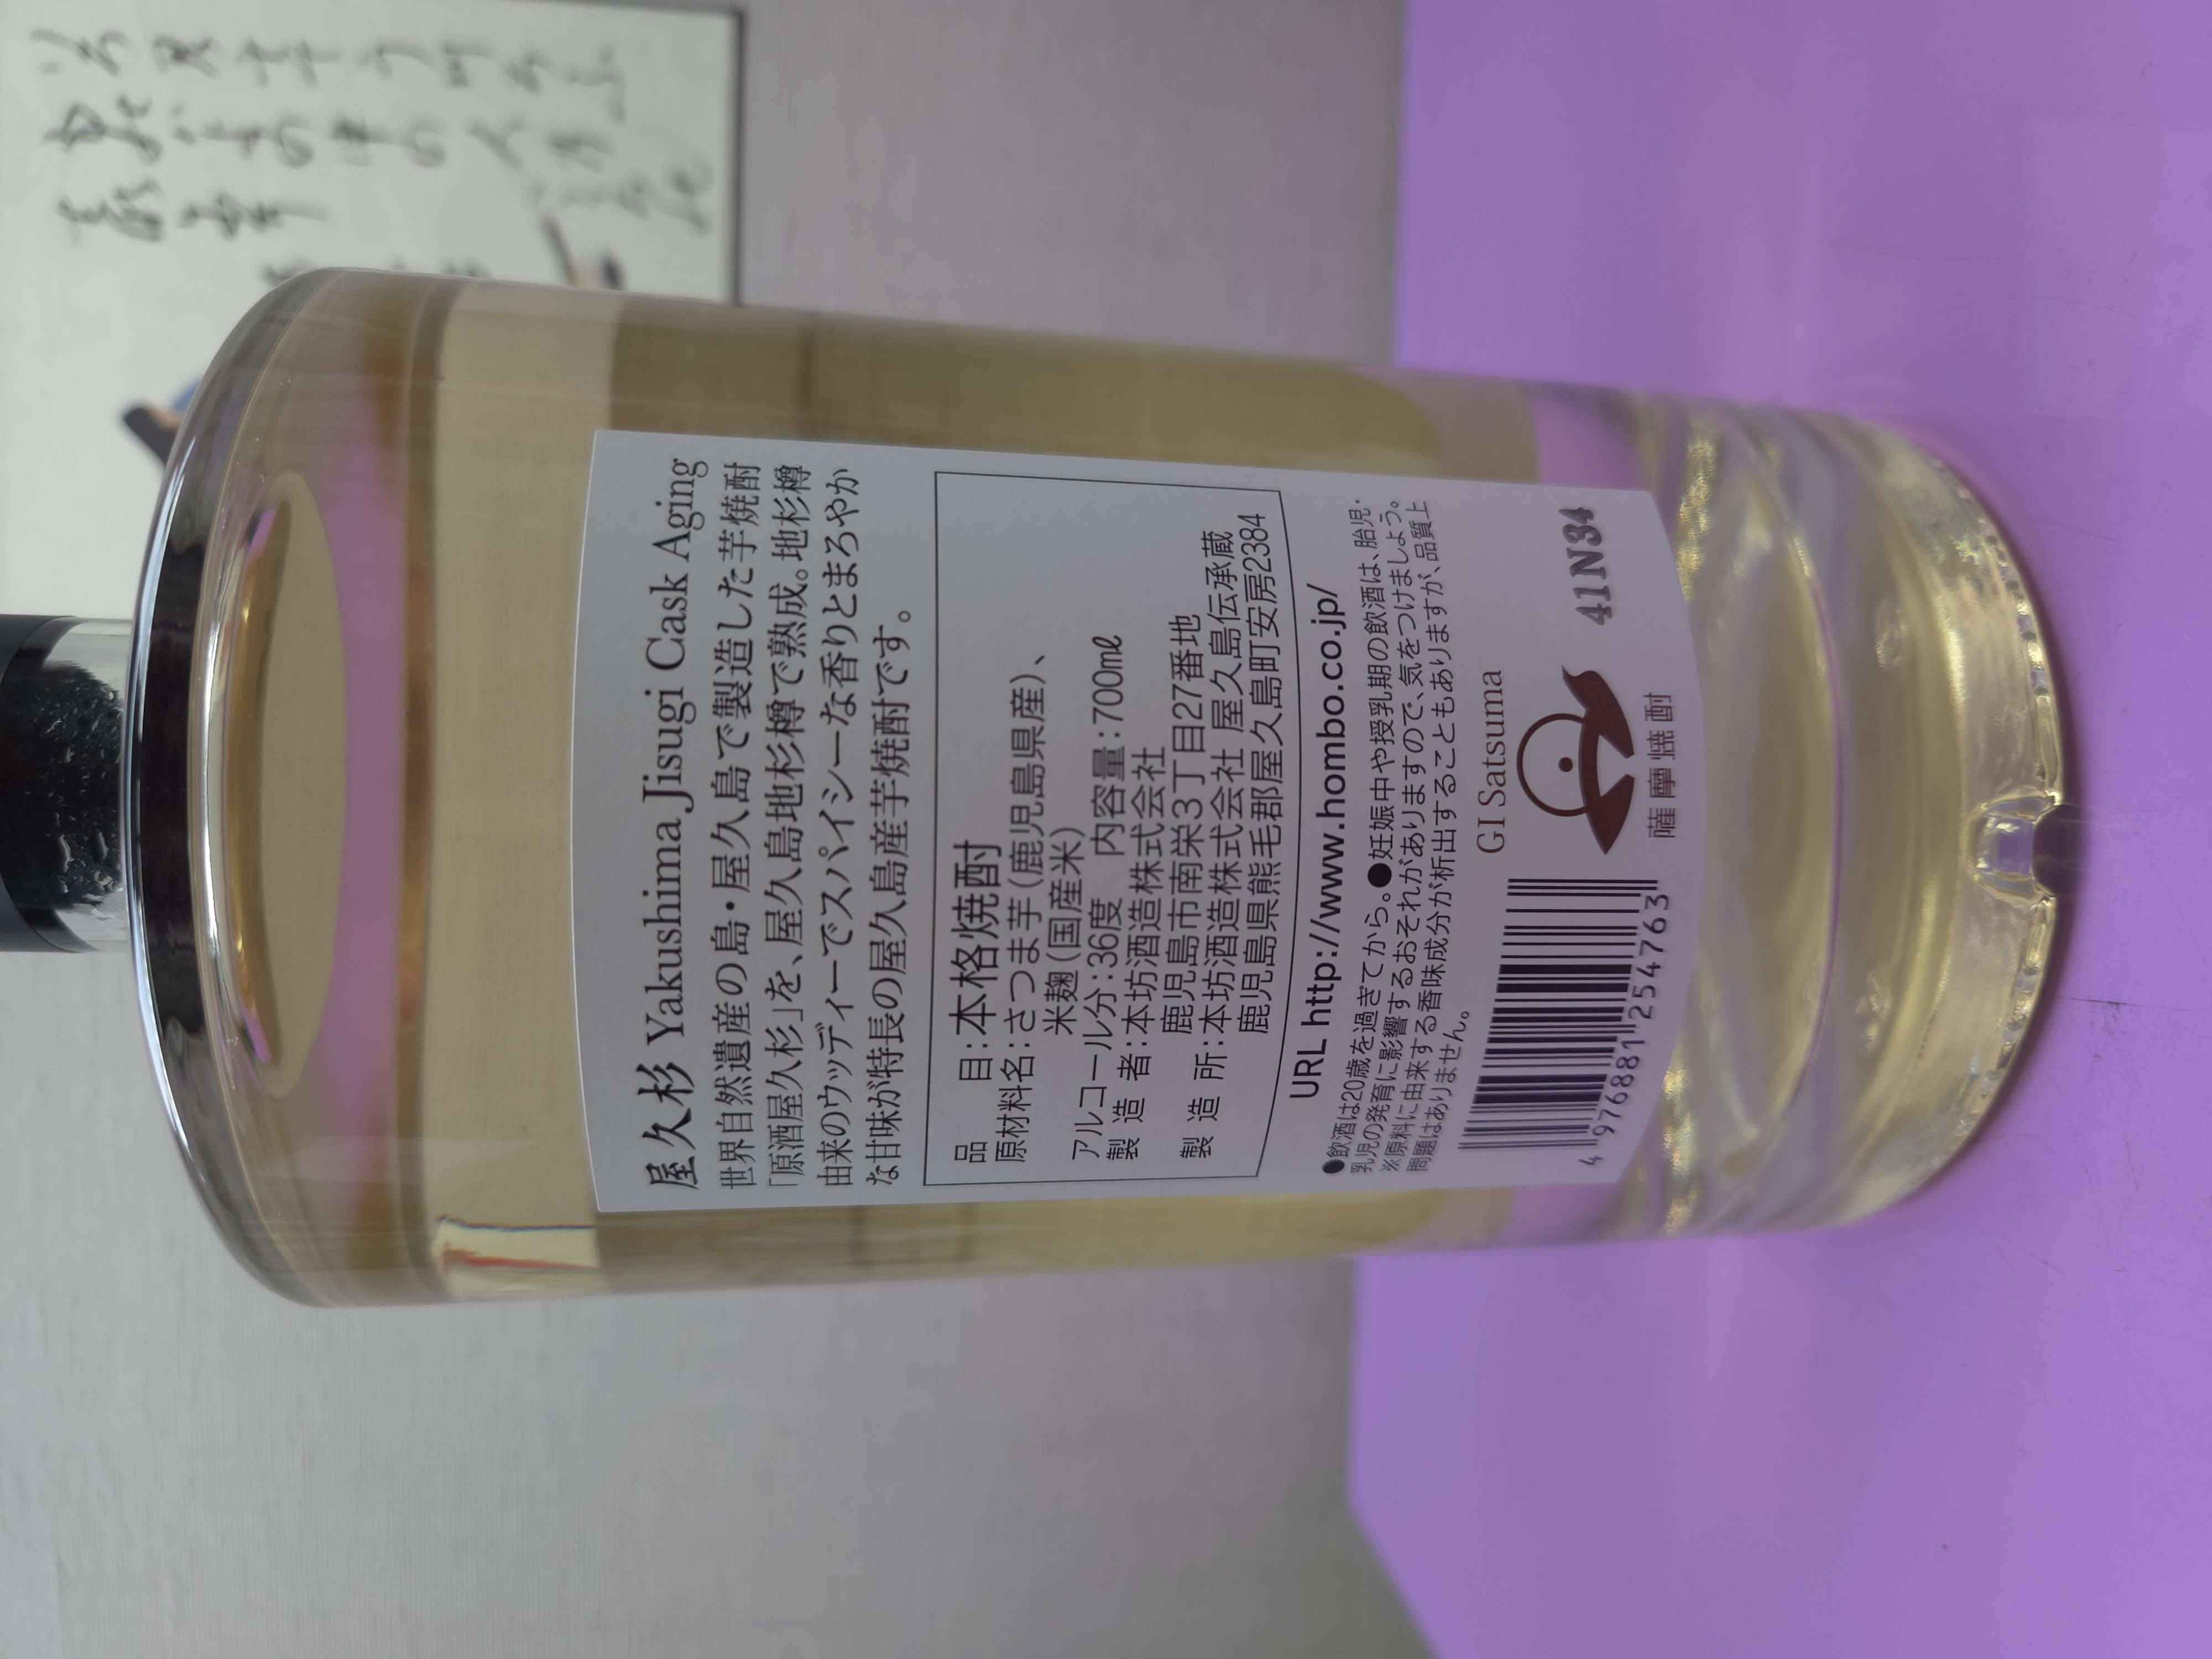 屋久杉 Yakushima Jisugi Cask Aging
世界自然遺産の島・屋久島で製造した芋焼酎
「原酒屋久杉」を、屋久島地杉樽で熟成。地杉樽
由来のウッディーでスパイシーな香りとまろやか
な甘味が特長の屋久島産芋焼酎です。
品 目:本格焼酎
原材料名:さつま芋(鹿児島県産)、
米麹(国産米)
アルコール分:36度 内容量:700mℓ
製 造 者:本坊酒造株式会社
鹿児島市南栄3丁目27番地
製 造 所:本坊酒造株式会社 屋久島伝承蔵
鹿児島県熊毛郡屋久島町安房2384
URL http://www.hombo.co.jp/
●飲酒は20歳を過ぎてから。●妊娠中や授乳期の飲酒は、胎児・
乳児の発育に影響するおそれがありますので、気をつけましょう。
※原料に由来する香味成分が析出することもありますが、品質上
問題はありません。
GI Satsuma
薩摩焼酎
41N34
4 976881 254763